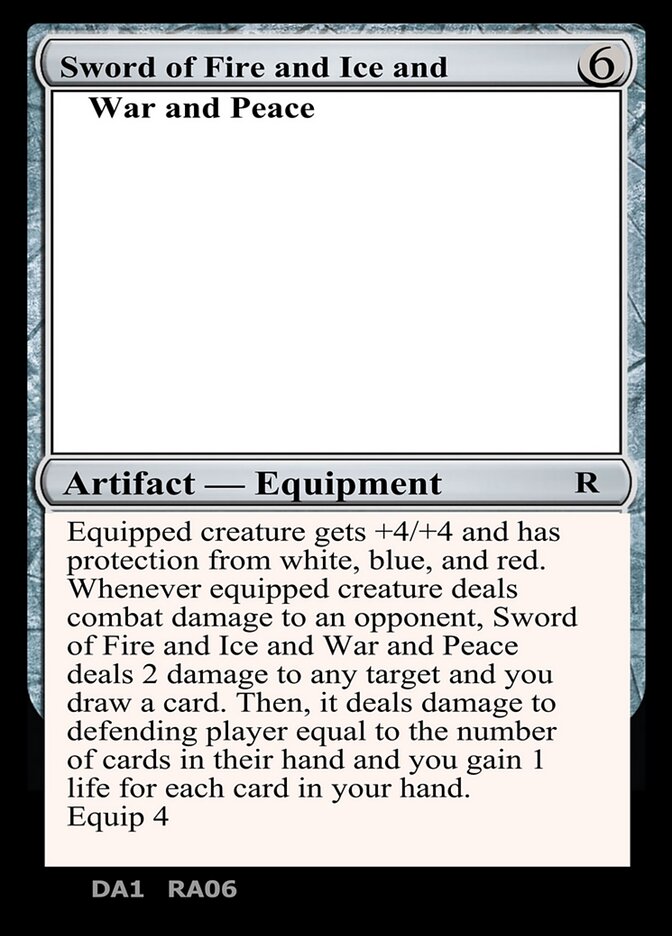 Sword of Fire and Ice and
6
War and Peace
Artifact — Equipment
R
Equipped creature gets +4/+4 and has
protection from white, blue, and red.
Whenever equipped creature deals
combat damage to an opponent, Sword
of Fire and Ice and War and Peace
deals 2 damage to any target and you
draw a card. Then, it deals damage to
defending player equal to the number
of cards in their hand and you gain 1
life for each card in your hand.
Equip 4
DA1 RA06